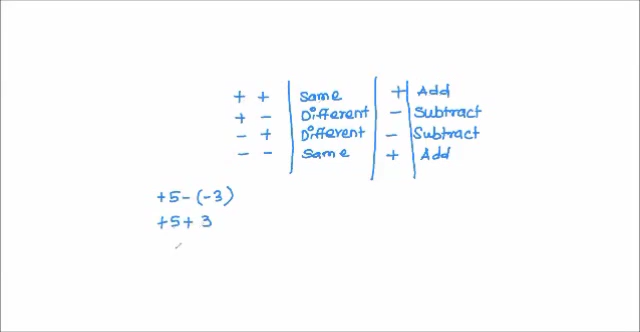 + + Same + Add
+ - Different - Subtract
- + Different - Subtract
- - Same + Add
+5-(-3)
+5+ 3